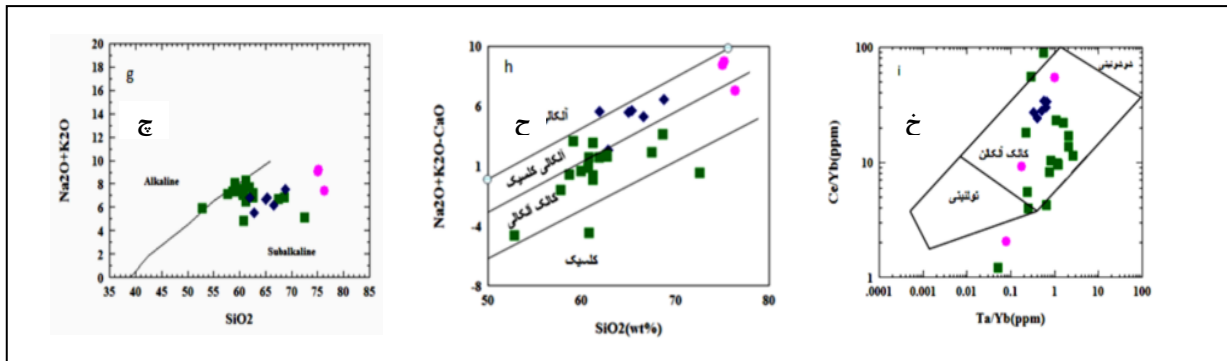 g
چ
Alkaline
Subalkaline
Na2O+K2O
20
18
16
14
12
10
8
6
4
2
0
35 40 45 50 55 60 65 70 75 80 85
SiO2
h
ح
آلکالی
آلکالی کلسیک
کالک آلکالی
کلسیک
Na2O+K2O-CaO
10
6
1
-4
-8
50 60 70 80
SiO2(wt%)
i
خ
شوشونیتی
کالک آلکالن
تولئیتی
Ce/Yb(ppm)
100
10
1
.0001 .001 0.01 0.1 1 10 100
Ta/Yb(ppm)